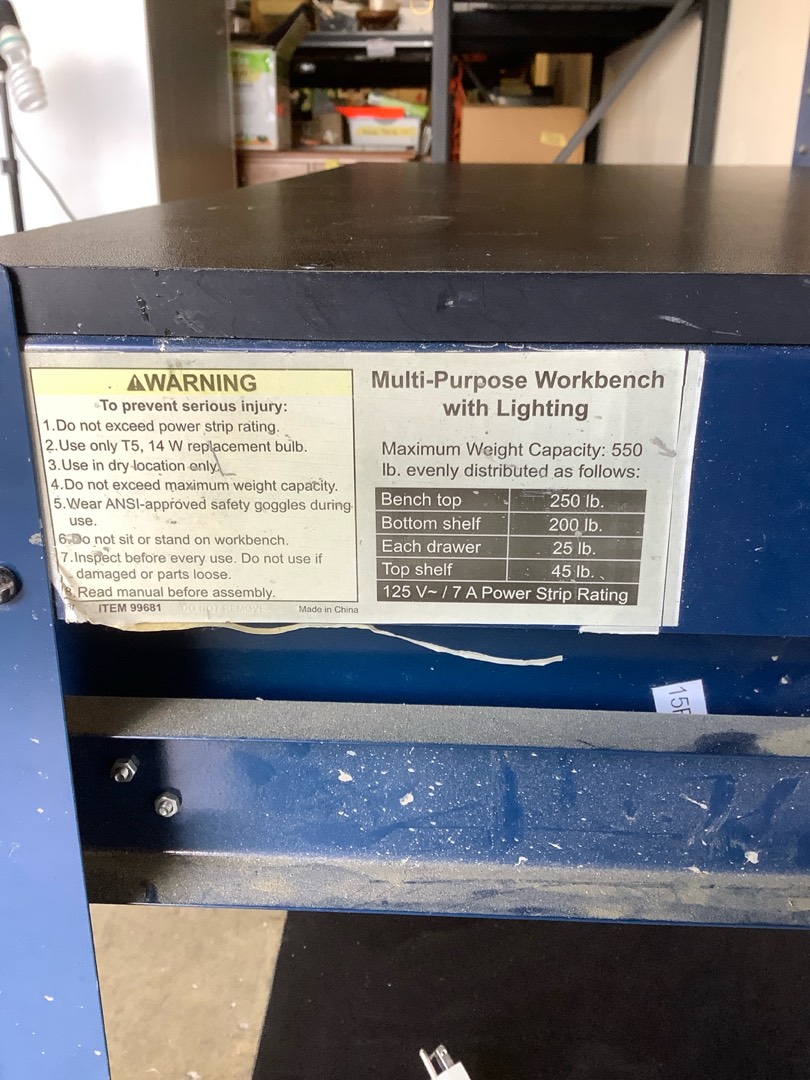 ⚠WARNING
To prevent serious injury:
1.Do not exceed power strip rating.
2.Use only T5, 14 W replacement bulb.
3.Use in dry location only.
4.Do not exceed maximum weight capacity.
5.Wear ANSI-approved safety goggles during
use.
6.Do not sit or stand on workbench.
7.Inspect before every use. Do not use if
damaged or parts loose.
8.Read manual before assembly.
ITEM 99681 DO NOT REMOVE Made in China
Multi-Purpose Workbench
with Lighting
Maximum Weight Capacity: 550
lb. evenly distributed as follows:
Bench top 250 lb.
Bottom shelf 200 lb.
Each drawer 25 lb.
Top shelf 45 lb.
125 V~ / 7 A Power Strip Rating